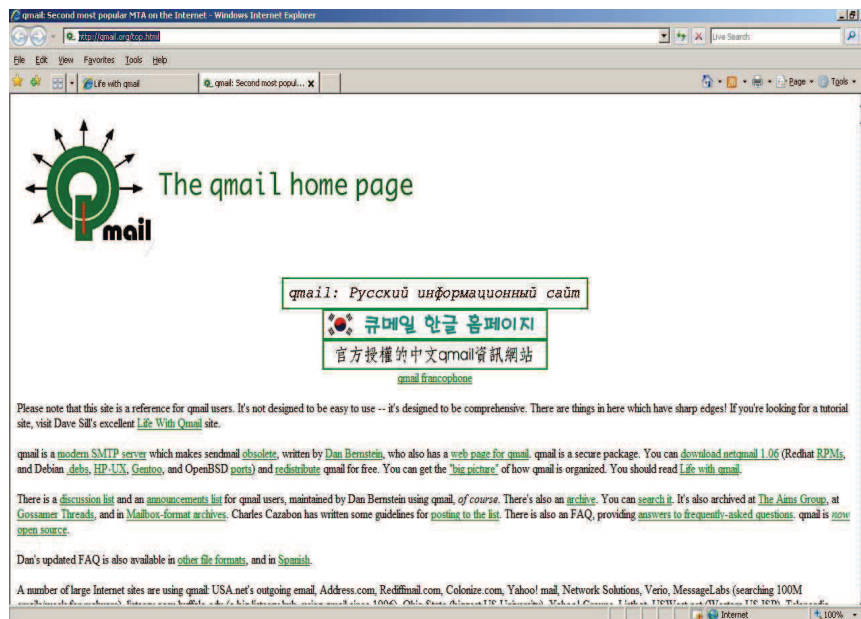 qmail: Second most popular MTA on the Internet - Windows Internet Explorer
http://qmail.org/top.html
Live Search
File Edit View Favorites Tools Help
Life with qmail
qmail: Second most popul...
Page
Tools
mail
The qmail home page
qmail: Русский информационный сайт
큐메일 한글 홈페이지
官方授權的中文qmail資訊網站
qmail francophone
Please note that this site is a reference for qmail users. It's not designed to be easy to use -- it's designed to be comprehensive. There are things in here which have sharp edges! If you're looking for a tutorial
site, visit Dave Sill's excellent Life With Qmail site.
qmail is a modern SMTP server which makes sendmail obsolete, written by Dan Bernstein, who also has a web page for qmail. qmail is a secure package. You can download netqmail 1.06 (Redhat RPMs,
and Debian .debs, HP-UX, Gentoo, and OpenBSD ports) and redistribute qmail for free. You can get the "big picture" of how qmail is organized. You should read Life with qmail.
There is a discussion list and an announcements list for qmail users, maintained by Dan Bernstein using qmail, of course. There's also an archive. You can search it. It's also archived at The Aims Group, at
Gossamer Threads, and in Mailbox-format archives. Charles Cazabon has written some guidelines for posting to the list. There is also an FAQ, providing answers to frequently-asked questions. qmail is now
open source.
Dan's updated FAQ is also available in other file formats, and in Spanish.
A number of large Internet sites are using qmail: USA.net's outgoing email, Address.com, Rediffmail.com, Colonize.com, Yahoo! mail, Network Solutions, Verio, MessageLabs (searching 100M
Internet
100%